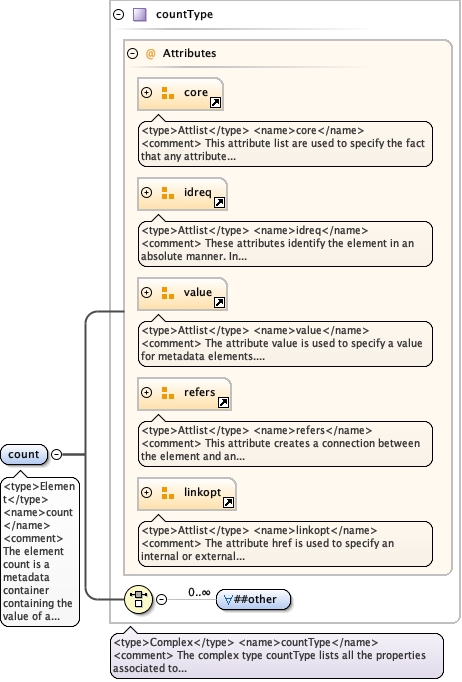 countType
@ Attributes
core
<type>Attlist</type> <name>core</name>
<comment> This attribute list are used to specify the fact
that any attribute...
idreq
<type>Attlist</type> <name>idreq</name>
<comment> These attributes identify the element in an
absolute manner. In...
value
<type>Attlist</type> <name>value</name>
<comment> The attribute value is used to specify a value
for metadata elements....
refers
<type>Attlist</type> <name>refers</name>
<comment> This attribute creates a connection between
the element and an...
linkopt
<type>Attlist</type> <name>linkopt</name>
<comment> The attribute href is used to specify an
internal or external...
count
<type>Elemen
t</type>
<name>count
</name>
<comment>
The element
count is a
metadata
container
containing the
value of a...
0..∞
∀##other
<type>Complex</type> <name>countType</name>
<comment> The complex type countType lists all the properties
associated to...